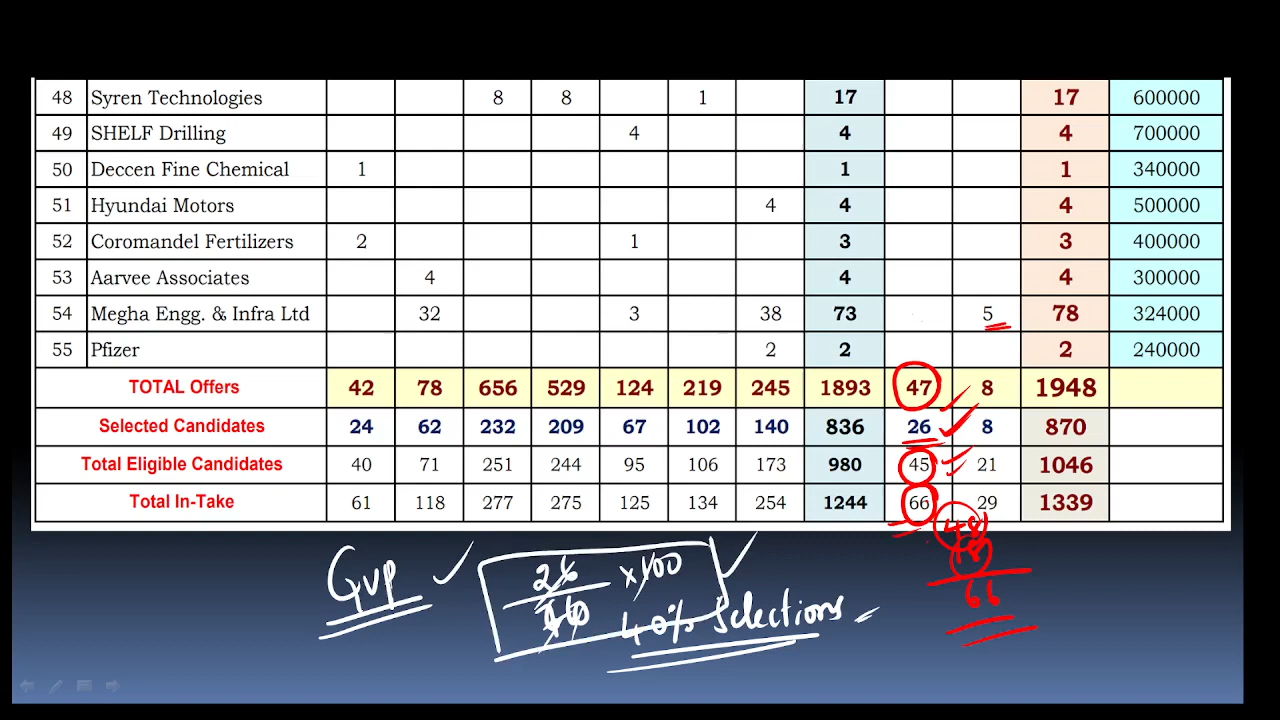 48 Syren Technologies 8 8 1 17 17 600000
49 SHELF Drilling 4 4 4 700000
50 Deccen Fine Chemical 1 1 1 340000
51 Hyundai Motors 4 4 4 500000
52 Coromandel Fertilizers 2 1 3 3 400000
53 Aarvee Associates 4 4 4 300000
54 Megha Engg. & Infra Ltd 32 3 38 73 5 78 324000
55 Pfizer 2 2 2 240000
TOTAL Offers 42 78 656 529 124 219 245 1893 47 8 1948
Selected Candidates 24 62 232 209 67 102 140 836 26 8 870
Total Eligible Candidates 40 71 251 244 95 106 173 980 45 21 1046
Total In-Take 61 118 277 275 125 134 254 1244 66 29 1339
48
18
66
Gvp
26 x100
40% Selections